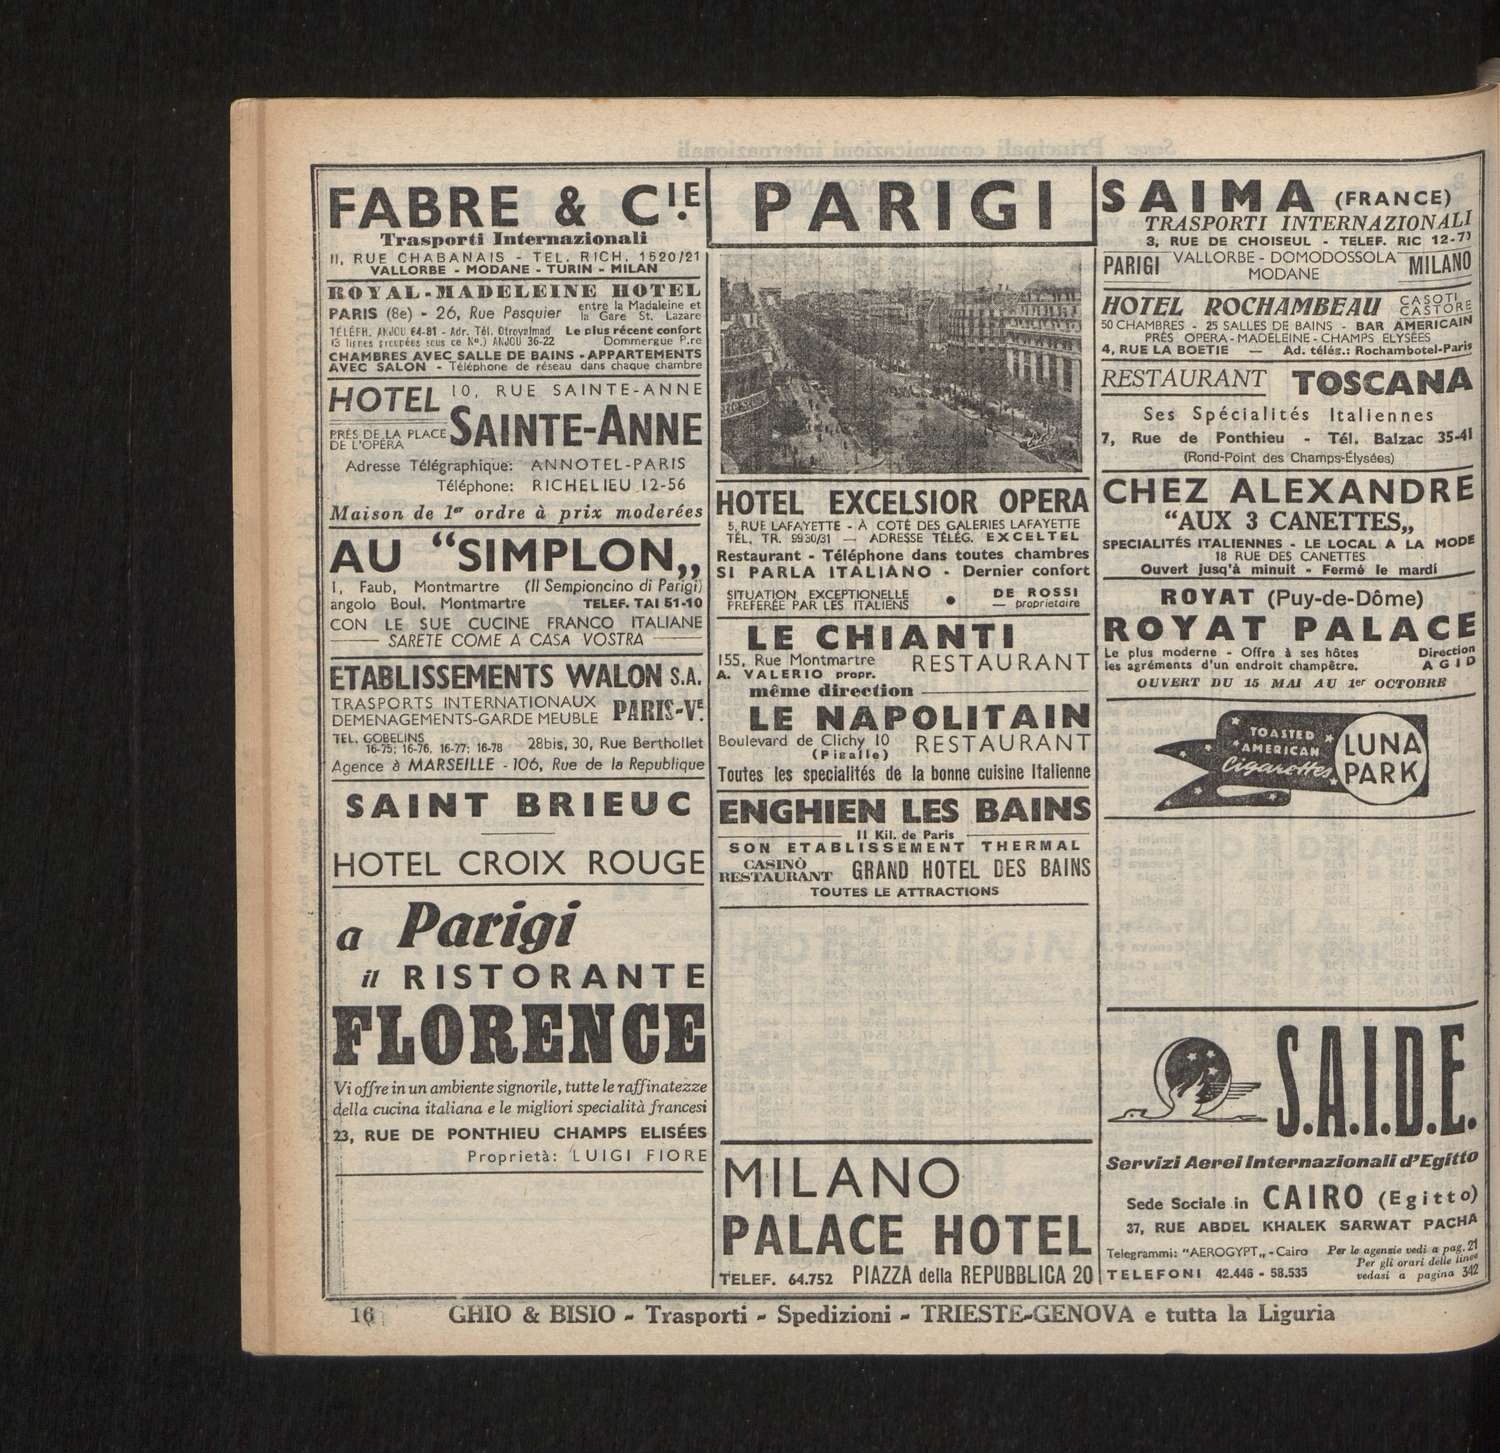 FABRE & CIE.
Trasporti Internazionali
11, RUE CHABANAIS - TEL. RICH. 1520/21
VALLORBE - MODANE - TURIN - MILAN
ROYAL-MADELEINE HOTEL
PARIS (8e) - 26, Rue Pasquier
entre la Madaleine et
la Gare St. Lazare
TÉLÉFH. ANJOU 64-81 - Adr. Tél. Otroyalmad
Le plus récent confort
(3 lignes groupées sous ce No.) ANJOU 36-22
Dommergue P.re
CHAMBRES AVEC SALLE DE BAINS - APPARTEMENTS
AVEC SALON - Téléphone de réseau dans chaque chambre
HOTEL
10, RUE SAINTE-ANNE
PRÉS DE LA PLACE
DE L'OPÉRA
SAINTE-ANNE
Adresse Télégraphique: ANNOTEL-PARIS
Téléphone: RICHELIEU 12-56
Maison de 1er ordre à prix moderées
AU “SIMPLON„
1, Faub, Montmartre (Il Sempioncino di Parigi)
angolo Boul. Montmartre TELEF. TAI 51-10
CON LE SUE CUCINE FRANCO ITALIANE
SARETE COME A CASA VOSTRA
ETABLISSEMENTS WALON S.A.
TRASPORTS INTERNATIONAUX
DEMENAGEMENTS-GARDE MEUBLE
PARIS-VE.
TEL. GOBELINS
16-75; 16-76, 16-77; 16-78
28bis, 30, Rue Berthollet
Agence à MARSEILLE - 106, Rue de la Republique
SAINT BRIEUC
HOTEL CROIX ROUGE
a Parigi
il RISTORANTE
FLORENCE
Vi offre in un ambiente signorile, tutte le raffinatezze
della cucina italiana e le migliori specialità francesi
23, RUE DE PONTHIEU CHAMPS ELISÉES
Proprietà: LUIGI FIORE
PARIGI
HOTEL EXCELSIOR OPERA
5, RUE LAFAYETTE - À COTÉ DES GALERIES LAFAYETTE
TÉL. TR. 9930/31 — ADRESSE TÉLÉG. EXCELTEL
Restaurant - Téléphone dans toutes chambres
SI PARLA ITALIANO - Dernier confort
SITUATION EXCEPTIONELLE
PREFERÉE PAR LES ITALIENS
●
DE ROSSI
— proprietaire
LE CHIANTI
155, Rue Montmartre
A. VALERIO propr.
RESTAURANT
même direction
LE NAPOLITAIN
Boulevard de Clichy 10
(Pigalle)
RESTAURANT
Toutes les specialités de la bonne cuisine Italienne
ENGHIEN LES BAINS
11 Kil. de Paris
SON ETABLISSEMENT THERMAL
CASINÒ
RESTAURANT
GRAND HOTEL DES BAINS
TOUTES LE ATTRACTIONS
MILANO
PALACE HOTEL
TELEF. 64.752 PIAZZA della REPUBBLICA 20
SAIMA (FRANCE)
TRASPORTI INTERNAZIONALI
3, RUE DE CHOISEUL - TELEF. RIC 12-71
PARIGI
VALLORBE - DOMODOSSOLA
MODANE
MILANO
HOTEL ROCHAMBEAU
CASOTI
CASTORE
50 CHAMBRES - 25 SALLES DE BAINS - BAR AMERICAIN
PRÈS OPERA - MADELEINE - CHAMPS ELYSÉES
4, RUE LA BOETIE — Ad. télég.: Rochambotel-Paris
RESTAURANT TOSCANA
Ses Spécialités Italiennes
7, Rue de Ponthieu - Tél. Balzac 35-41
(Rond-Point des Champs-Élysées)
CHEZ ALEXANDRE
“AUX 3 CANETTES„
SPECIALITÉS ITALIENNES - LE LOCAL A LA MODE
18 RUE DES CANETTES
Ouvert jusq'à minuit - Fermé le mardi
ROYAT (Puy-de-Dôme)
ROYAT PALACE
Le plus moderne - Offre à ses hôtes
les agréments d'un endroit champêtre.
Direction
AGID
OUVERT DU 15 MAI AU 1er OCTOBRE
TOASTED
AMERICAN
Cigarettes
LUNA
PARK
S.A.I.D.E.
Servizi Aerei Internazionali d'Egitto
Sede Sociale in CAIRO (Egitto)
37, RUE ABDEL KHALEK SARWAT PACHA
Telegrammi: “AEROGYPT„ - Cairo
TELEFONI 42.446 - 58.535
Per le agenzie vedi a pag. 21
Per gli orari delle linee
vedasi a pagina 342
16
GHIO & BISIO - Trasporti - Spedizioni - TRIESTE-GENOVA e tutta la Liguria